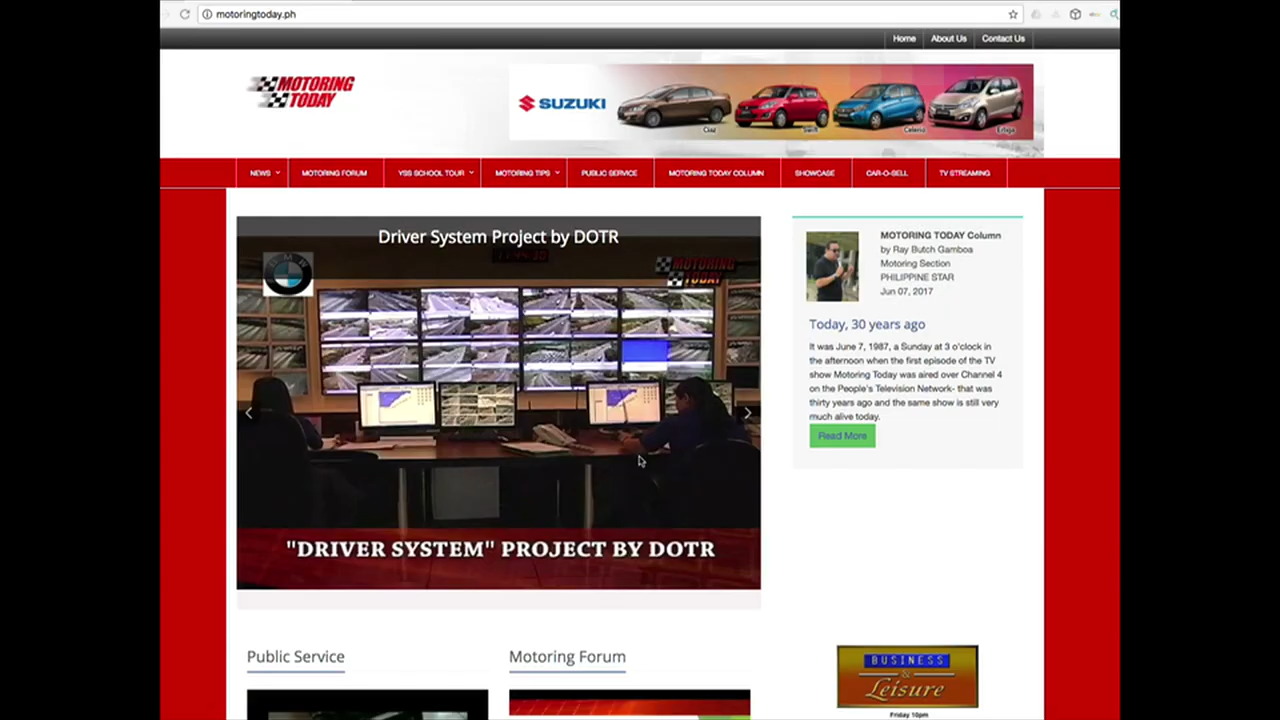 motoringtoday.ph
Home
About Us
Contact Us
MOTORING
TODAY
SUZUKI
Ciaz
Swift
Celerio
Ertiga
NEWS
MOTORING FORUM
YSS SCHOOL TOUR
MOTORING TIPS
PUBLIC SERVICE
MOTORING TODAY COLUMN
SHOWCASE
CAR-O-SELL
TV STREAMING
Driver System Project by DOTR
BMW
MOTORING
TODAY
"DRIVER SYSTEM" PROJECT BY DOTR
MOTORING TODAY Column
by Ray Butch Gamboa
Motoring Section
PHILIPPINE STAR
Jun 07, 2017
Today, 30 years ago
It was June 7, 1987, a Sunday at 3 o'clock in
the afternoon when the first episode of the TV
show Motoring Today was aired over Channel 4
on the People's Television Network- that was
thirty years ago and the same show is still very
much alive today.
Read More
Public Service
Motoring Forum
BUSINESS
&
Leisure
Friday 10pm